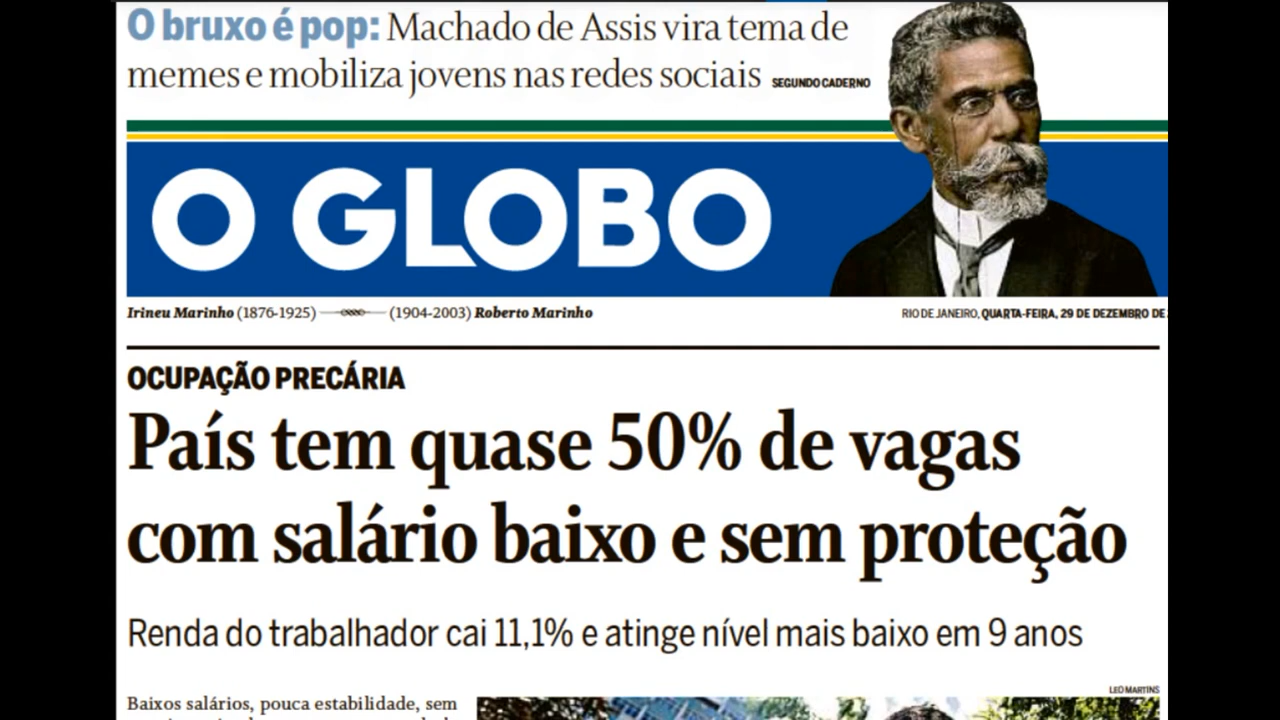 O bruxo é pop: Machado de Assis vira tema de
memes e mobiliza jovens nas redes sociais SEGUNDO CADERNO
O GLOBO
Irineu Marinho (1876-1925) (1904-2003) Roberto Marinho
RIO DE JANEIRO, QUARTA-FEIRA, 29 DE DEZEMBRO DE
OCUPAÇÃO PRECÁRIA
País tem quase 50% de vagas
com salário baixo e sem proteção
Renda do trabalhador cai 11,1% e atinge nível mais baixo em 9 anos
LEO MARTINS
Baixos salários, pouca estabilidade, sem